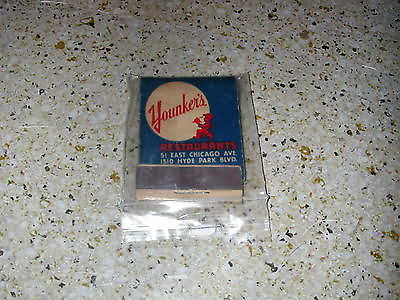 Younker's
RESTAURANTS
51 EAST CHICAGO AVE.
1510 HYDE PARK BLVD.